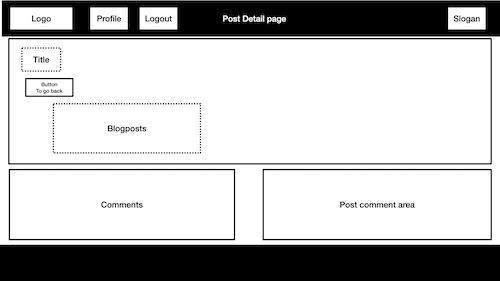 Logo
Profile
Logout
Post Detail page
Slogan
Title
Button
To go back
Blogposts
Comments
Post comment area